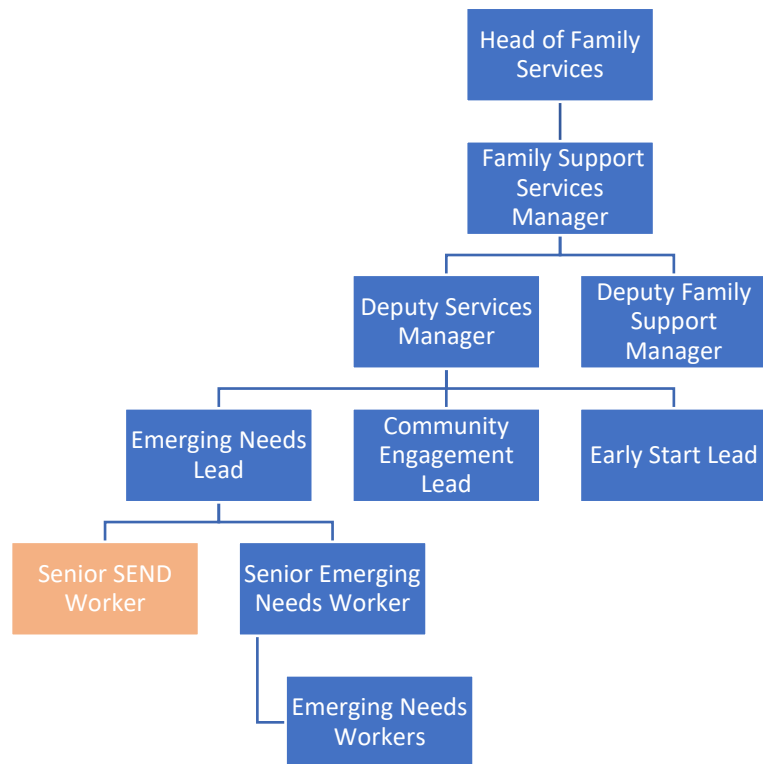 Head of Family
Services
Family Support
Services
Manager
Deputy Services
Manager
Deputy Family
Support
Manager
Emerging Needs
Lead
Community
Engagement
Lead
Early Start Lead
Senior SEND
Worker
Senior Emerging
Needs Worker
Emerging Needs
Workers